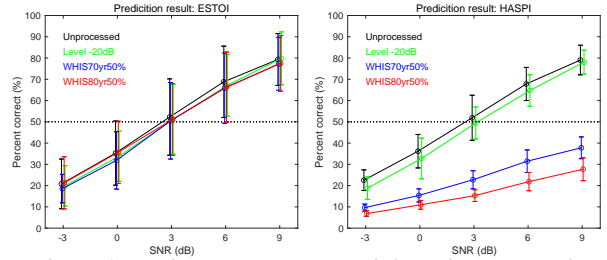 Predicition result: ESTOI
Unprocessed
Level -20dB
WHIS70yr50%
WHIS80yr50%
Percent correct (%)
100
90
80
70
60
50
40
30
20
10
0
-3
0
3
6
9
SNR (dB)
Predicition result: HASPI
Unprocessed
Level -20dB
WHIS70yr50%
WHIS80yr50%
Percent correct (%)
100
90
80
70
60
50
40
30
20
10
0
-3
0
3
6
9
SNR (dB)